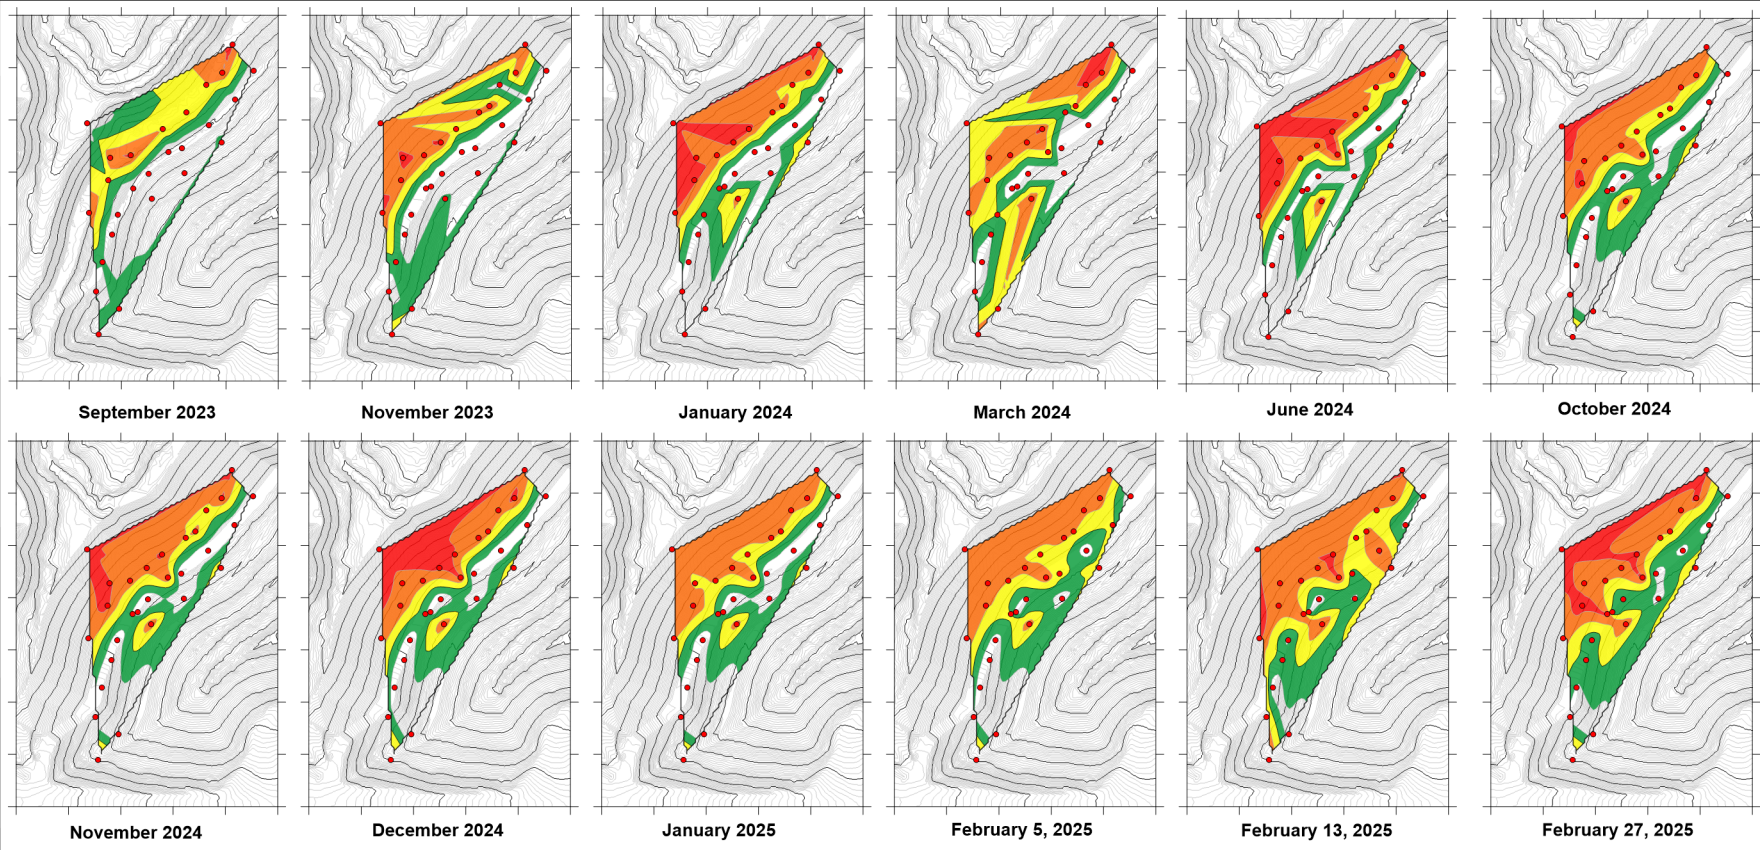 September 2023
November 2023
January 2024
March 2024
June 2024
October 2024
November 2024
December 2024
January 2025
February 5, 2025
February 13, 2025
February 27, 2025